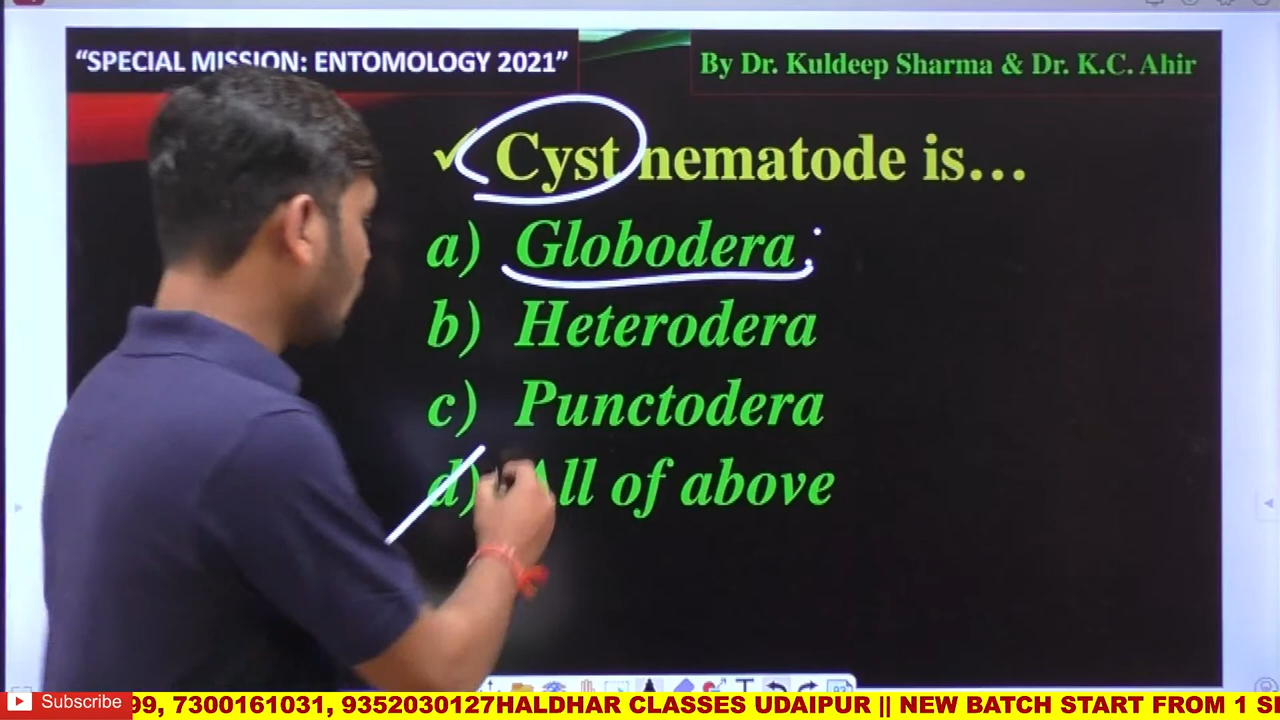 “SPECIAL MISSION: ENTOMOLOGY 2021”
By Dr. Kuldeep Sharma & Dr. K.C. Ahir
✓ Cyst nematode is...
a) Globodera
b) Heterodera
c) Punctodera
d) All of above
Subscribe
99, 7300161031, 9352030127HALDHAR CLASSES UDAIPUR || NEW BATCH START FROM 1